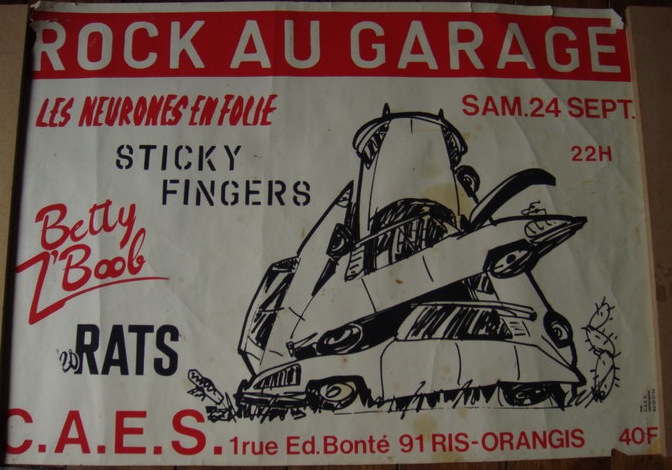 ROCK AU GARAGE
LES NEURONES EN FOLIE
SAM.24 SEPT.
22H
STICKY
FINGERS
Betty
Z'Boob
RATS
C.A.E.S. 1rue Ed.Bonté 91 RIS-ORANGIS 40F